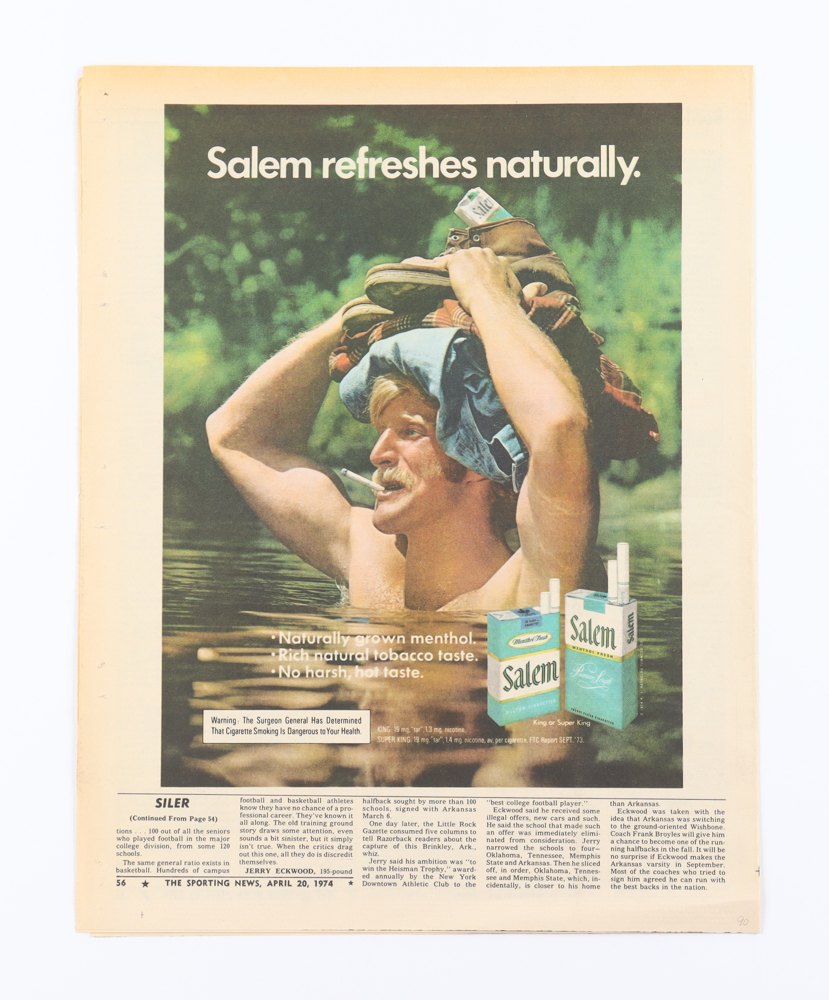 Salem refreshes naturally.
Salem
• Naturally grown menthol.
• Rich natural tobacco taste.
• No harsh, hot taste.
Menthol Fresh
Salem
FILTER CIGARETTES
Salem
MENTHOL FRESH
Salem
King or Super King
Warning: The Surgeon General Has Determined
That Cigarette Smoking Is Dangerous to Your Health.
KING: 19 mg. "tar", 1.3 mg. nicotine,
SUPER KING: 19 mg. "tar", 1.4 mg. nicotine, av. per cigarette, FTC Report SEPT. '73.
SILER
(Continued From Page 54)
tions . . . 100 out of all the seniors
who played football in the major
college division, from some 120
schools.
The same general ratio exists in
basketball. Hundreds of campus
football and basketball athletes
know they have no chance of a pro-
fessional career. They've known it
all along. The old training ground
story draws some attention, even
sounds a bit sinister, but it simply
isn't true. When the critics drag
out this one, all they do is discredit
themselves.
JERRY ECKWOOD, 195-pound
halfback sought by more than 100
schools, signed with Arkansas
March 6.
One day later, the Little Rock
Gazette consumed five columns to
tell Razorback readers about the
capture of this Brinkley, Ark.,
whiz.
Jerry said his ambition was "to
win the Heisman Trophy," award-
ed annually by the New York
Downtown Athletic Club to the
"best college football player."
Eckwood said he received some
illegal offers, new cars and such.
He said the school that made such
an offer was immediately elimi-
nated from consideration. Jerry
narrowed the schools to four—
Oklahoma, Tennessee, Memphis
State and Arkansas. Then he sliced
off, in order, Oklahoma, Tennes-
see and Memphis State, which, in-
cidentally, is closer to his home
than Arkansas.
Eckwood was taken with the
idea that Arkansas was switching
to the ground-oriented Wishbone.
Coach Frank Broyles will give him
a chance to become one of the run-
ning halfbacks in the fall. It will be
no surprise if Eckwood makes the
Arkansas varsity in September.
Most of the coaches who tried to
sign him agreed he can run with
the best backs in the nation.
56 ★ THE SPORTING NEWS, APRIL 20, 1974 ★
90